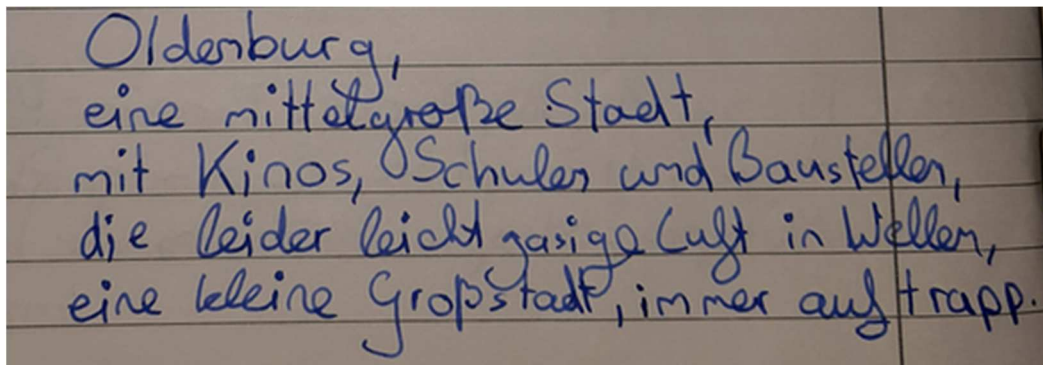 Oldenburg,
eine mittelgroße Stadt,
mit Kinos, Schulen und Baustellen,
die leider leicht gasige Luft in Wellen,
eine kleine Großstadt, immer auf trapp.